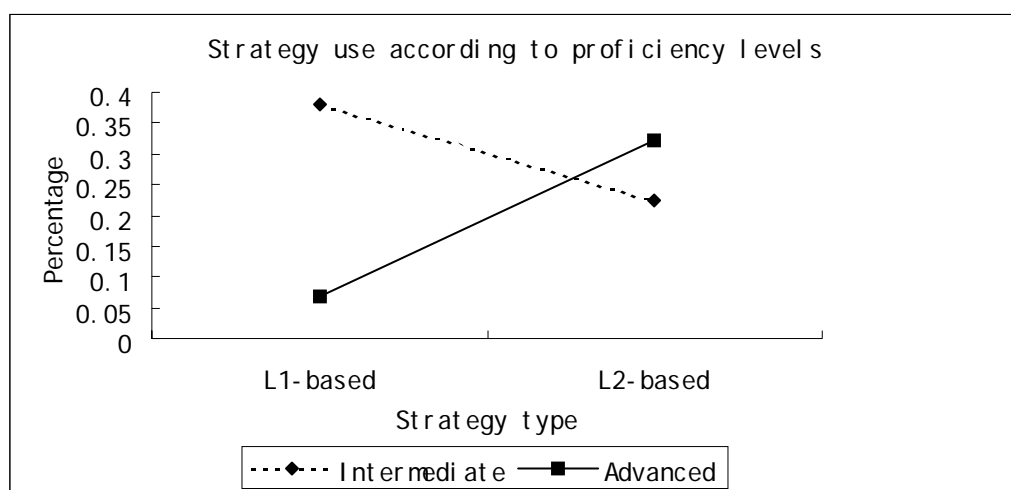 Strategy use according to proficiency levels
0.4
0.35
0.3
0.25
0.2
0.15
0.1
0.05
0
Percentage
L1-based L2-based
Strategy type
Intermediate Advanced